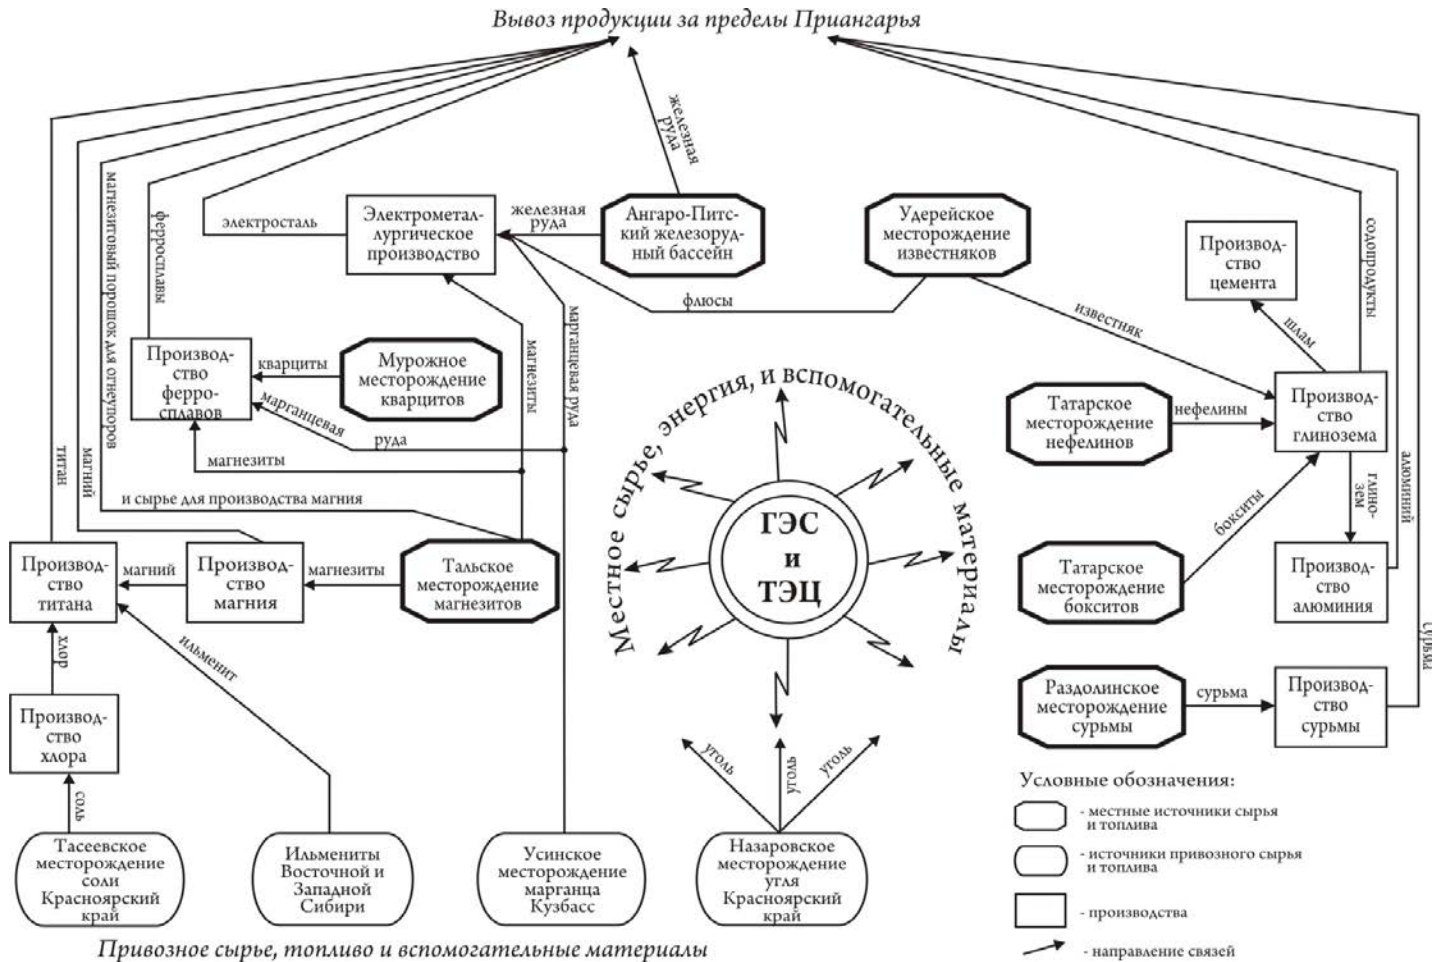 Вывоз продукции за пределы Приангарья
железная
руда
электросталь
Электрометал-
лургическое
производство
железная
руда
Ангаро-Питс-
кий железоруд-
дный бассейн
Удерейское
месторождение
известняков
Производ-
ство
цемента
содопродукты
ферросплавы
магнезитовый порошок для огнеупоров
флюсы
известняк
шлам
марганцевая руда
магнезиты
Производ-
ство
ферро-
сплавов
кварциты
Мурожное
месторождение
кварцитов
марганцевая
руда
магнезиты
Местное сырье, энергия, и вспомогательные материалы
Татарское
месторождение
нефелинов
нефелины
Производ-
ство
глинозема
титан
магний
и сырье для производства магния
бокситы
глино-
зем
алюминий
ГЭС
и
ТЭЦ
Производ-
ство
титана
магний
Производ-
ство
магния
магнезиты
Тальское
месторождение
магнезитов
Татарское
месторождение
бокситов
Производ-
ство
алюминия
хлор
ильменит
сурьма
Производ-
ство
хлора
Раздолинское
месторождение
сурьмы
сурьма
Производ-
ство
сурьмы
соль
уголь
уголь
уголь
Тасеевское
месторождение
соли
Красноярский
край
Ильмениты
Восточной и
Западной
Сибири
Усинское
месторождение
марганца
Кузбасс
Назаровское
месторождение
угля
Красноярский
край
Условные обозначения:
- местные источники сырья
и топлива
- источники привозного сырья
и топлива
- производства
- направление связей
Привозное сырье, топливо и вспомогательные материалы